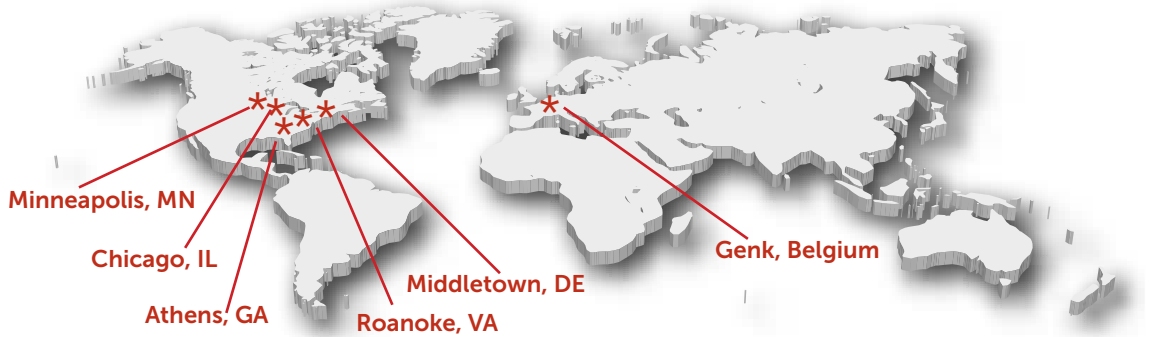 Minneapolis, MN
Chicago, IL
Athens, GA
Roanoke, VA
Middletown, DE
Genk, Belgium